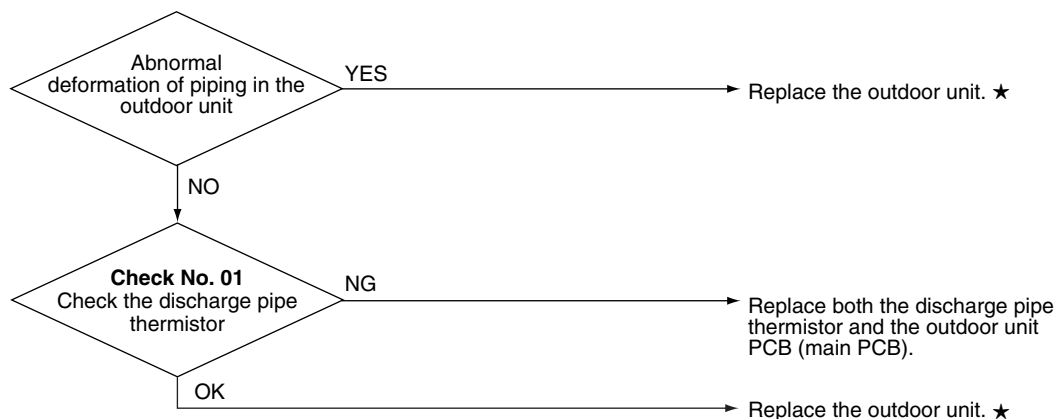 Abnormal
deformation of piping in the
outdoor unit
YES
Replace the outdoor unit. ★
NO
Check No. 01
Check the discharge pipe
thermistor
NG
Replace both the discharge pipe
thermistor and the outdoor unit
PCB (main PCB).
OK
Replace the outdoor unit. ★